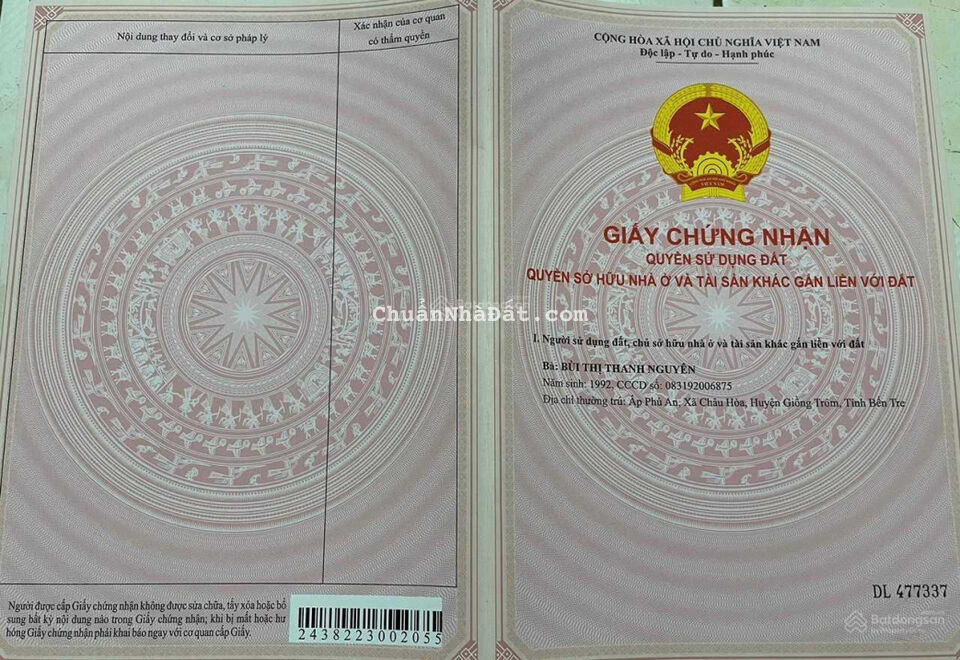 Nội dung thay đổi và cơ sở pháp lý
Xác nhận của cơ quan
có thẩm quyền
Người được cấp Giấy chứng nhận không được sửa chữa, tẩy xóa hoặc bổ
sung bất kỳ nội dung nào trong Giấy chứng nhận; khi bị mất hoặc hư
hỏng Giấy chứng nhận phải khai báo ngay với cơ quan cấp Giấy.
2438223002055
ChuẩnNhàĐất.com
CỘNG HÒA XÃ HỘI CHỦ NGHĨA VIỆT NAM
Độc lập - Tự do - Hạnh phúc
VIỆT NAM
GIẤY CHỨNG NHẬN
QUYỀN SỬ DỤNG ĐẤT
QUYỀN SỞ HỮU NHÀ Ở VÀ TÀI SẢN KHÁC GẮN LIỀN VỚI ĐẤT
I. Người sử dụng đất, chủ sở hữu nhà ở và tài sản khác gắn liền với đất
Bà: BÙI THỊ THANH NGUYÊN
Năm sinh: 1992, CCCD số: 083192006875
Địa chỉ thường trú: Ấp Phú An, Xã Châu Hòa, Huyện Giồng Trôm, Tỉnh Bến Tre
DL 477337
Batdongsan